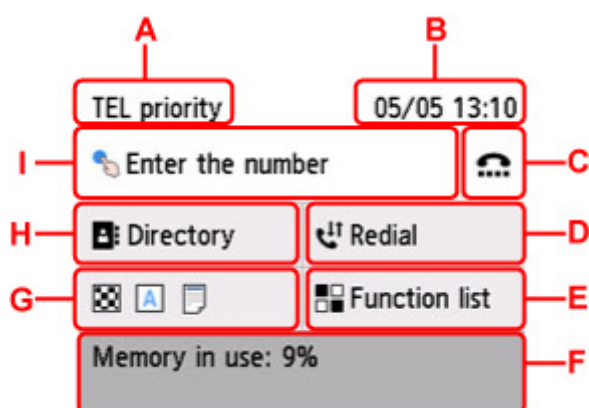 A
B
TEL priority
05/05 13:10
I
Enter the number
C
H
Directory
Redial
D
G
A
Function list
E
Memory in use: 9%
F